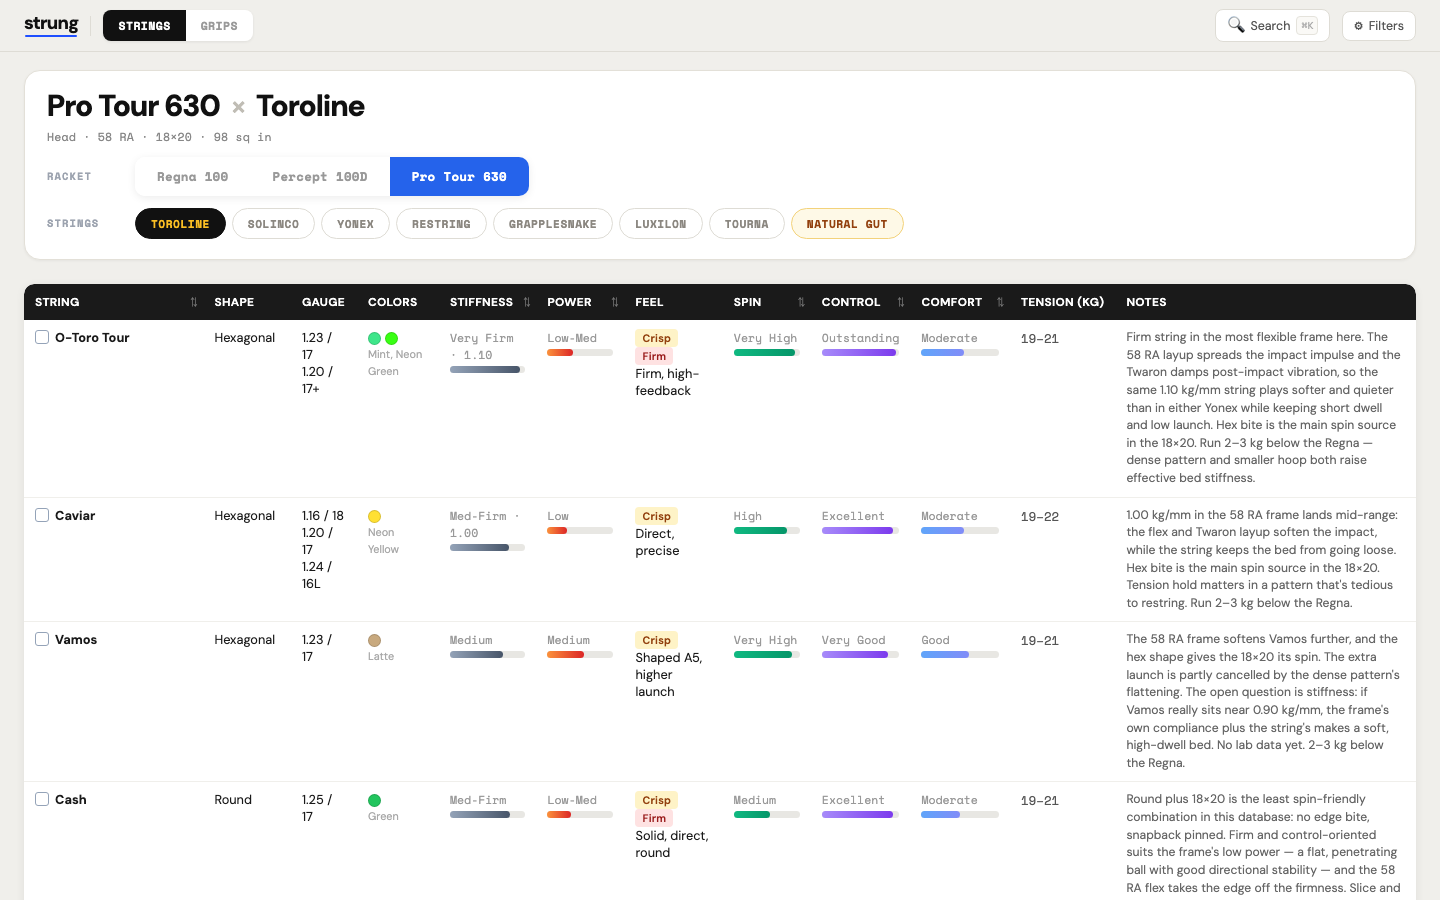 strung
STRINGS GRIPS
Search ⌘K
Filters
Pro Tour 630 × Toroline
Head · 58 RA · 18×20 · 98 sq in
RACKET
Regna 100 Percept 100D Pro Tour 630
STRINGS
TOROLINE SOLINCO YONEX RESTRING GRAPPLESNAKE LUXILON TOURNA NATURAL GUT
STRING SHAPE GAUGE COLORS STIFFNESS POWER FEEL SPIN CONTROL COMFORT TENSION (KG) NOTES
O-Toro Tour
Hexagonal
1.23 /
17
1.20 /
17+
Mint, Neon
Green
Very Firm
· 1.10
Low-Med
Crisp
Firm
Firm, high-
feedback
Very High
Outstanding
Moderate
19–21
Firm string in the most flexible frame here. The
58 RA layup spreads the impact impulse and the
Twaron damps post-impact vibration, so the
same 1.10 kg/mm string plays softer and quieter
than in either Yonex while keeping short dwell
and low launch. Hex bite is the main spin source
in the 18×20. Run 2–3 kg below the Regna —
dense pattern and smaller hoop both raise
effective bed stiffness.
Caviar
Hexagonal
1.16 / 18
1.20 /
17
1.24 /
16L
Neon
Yellow
Med-Firm ·
1.00
Low
Crisp
Direct,
precise
High
Excellent
Moderate
19–22
1.00 kg/mm in the 58 RA frame lands mid-range:
the flex and Twaron layup soften the impact,
while the string keeps the bed from going loose.
Hex bite is the main spin source in the 18×20.
Tension hold matters in a pattern that's tedious
to restring. Run 2–3 kg below the Regna.
Vamos
Hexagonal
1.23 /
17
Latte
Medium
Medium
Crisp
Shaped A5,
higher
launch
Very High
Very Good
Good
19–21
The 58 RA frame softens Vamos further, and the
hex shape gives the 18×20 its spin. The extra
launch is partly cancelled by the dense pattern's
flattening. The open question is stiffness: if
Vamos really sits near 0.90 kg/mm, the frame's
own compliance plus the string's makes a soft,
high-dwell bed. No lab data yet. 2–3 kg below
the Regna.
Cash
Round
1.25 /
17
Green
Med-Firm
Low-Med
Crisp
Firm
Solid, direct,
round
Medium
Excellent
Moderate
19–21
Round plus 18×20 is the least spin-friendly
combination in this database: no edge bite,
snapback pinned. Firm and control-oriented
suits the frame's low power — a flat, penetrating
ball with good directional stability — and the 58
RA flex takes the edge off the firmness. Slice and